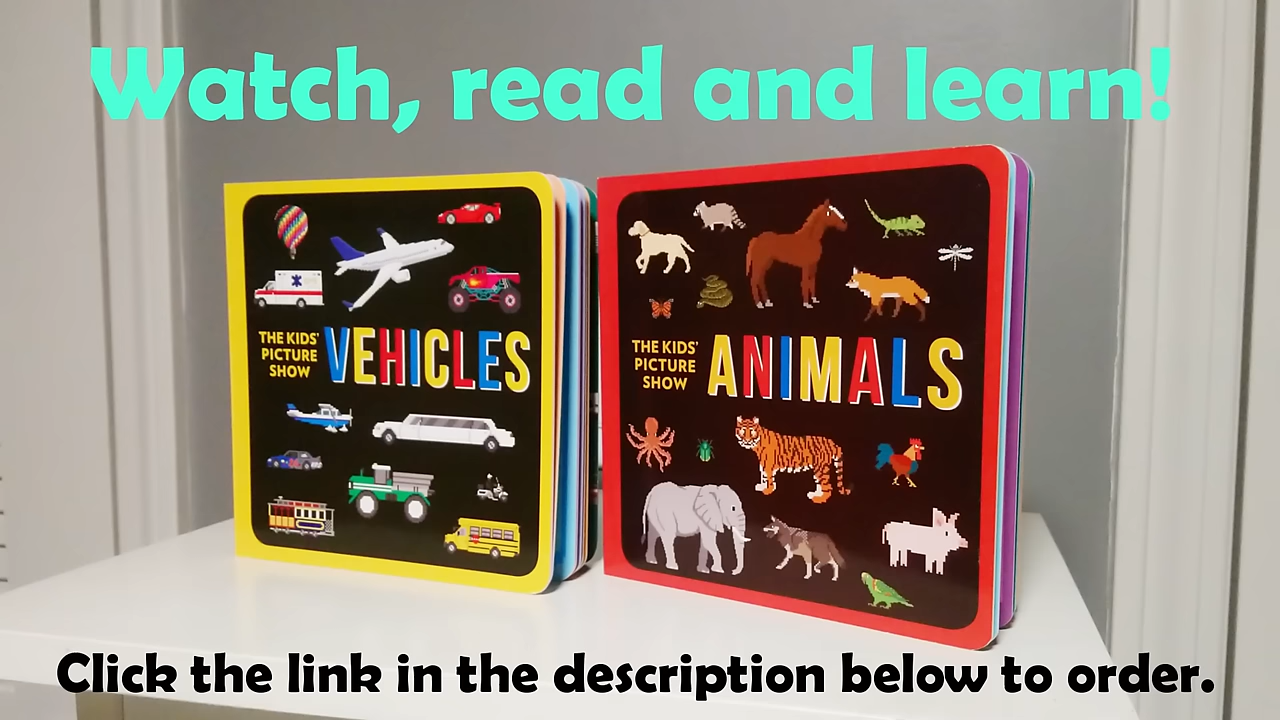 Watch, read and learn!
THE KIDS'
PICTURE
SHOW
VEHICLES
THE KIDS'
PICTURE
SHOW
ANIMALS
Click the link in the description below to order.